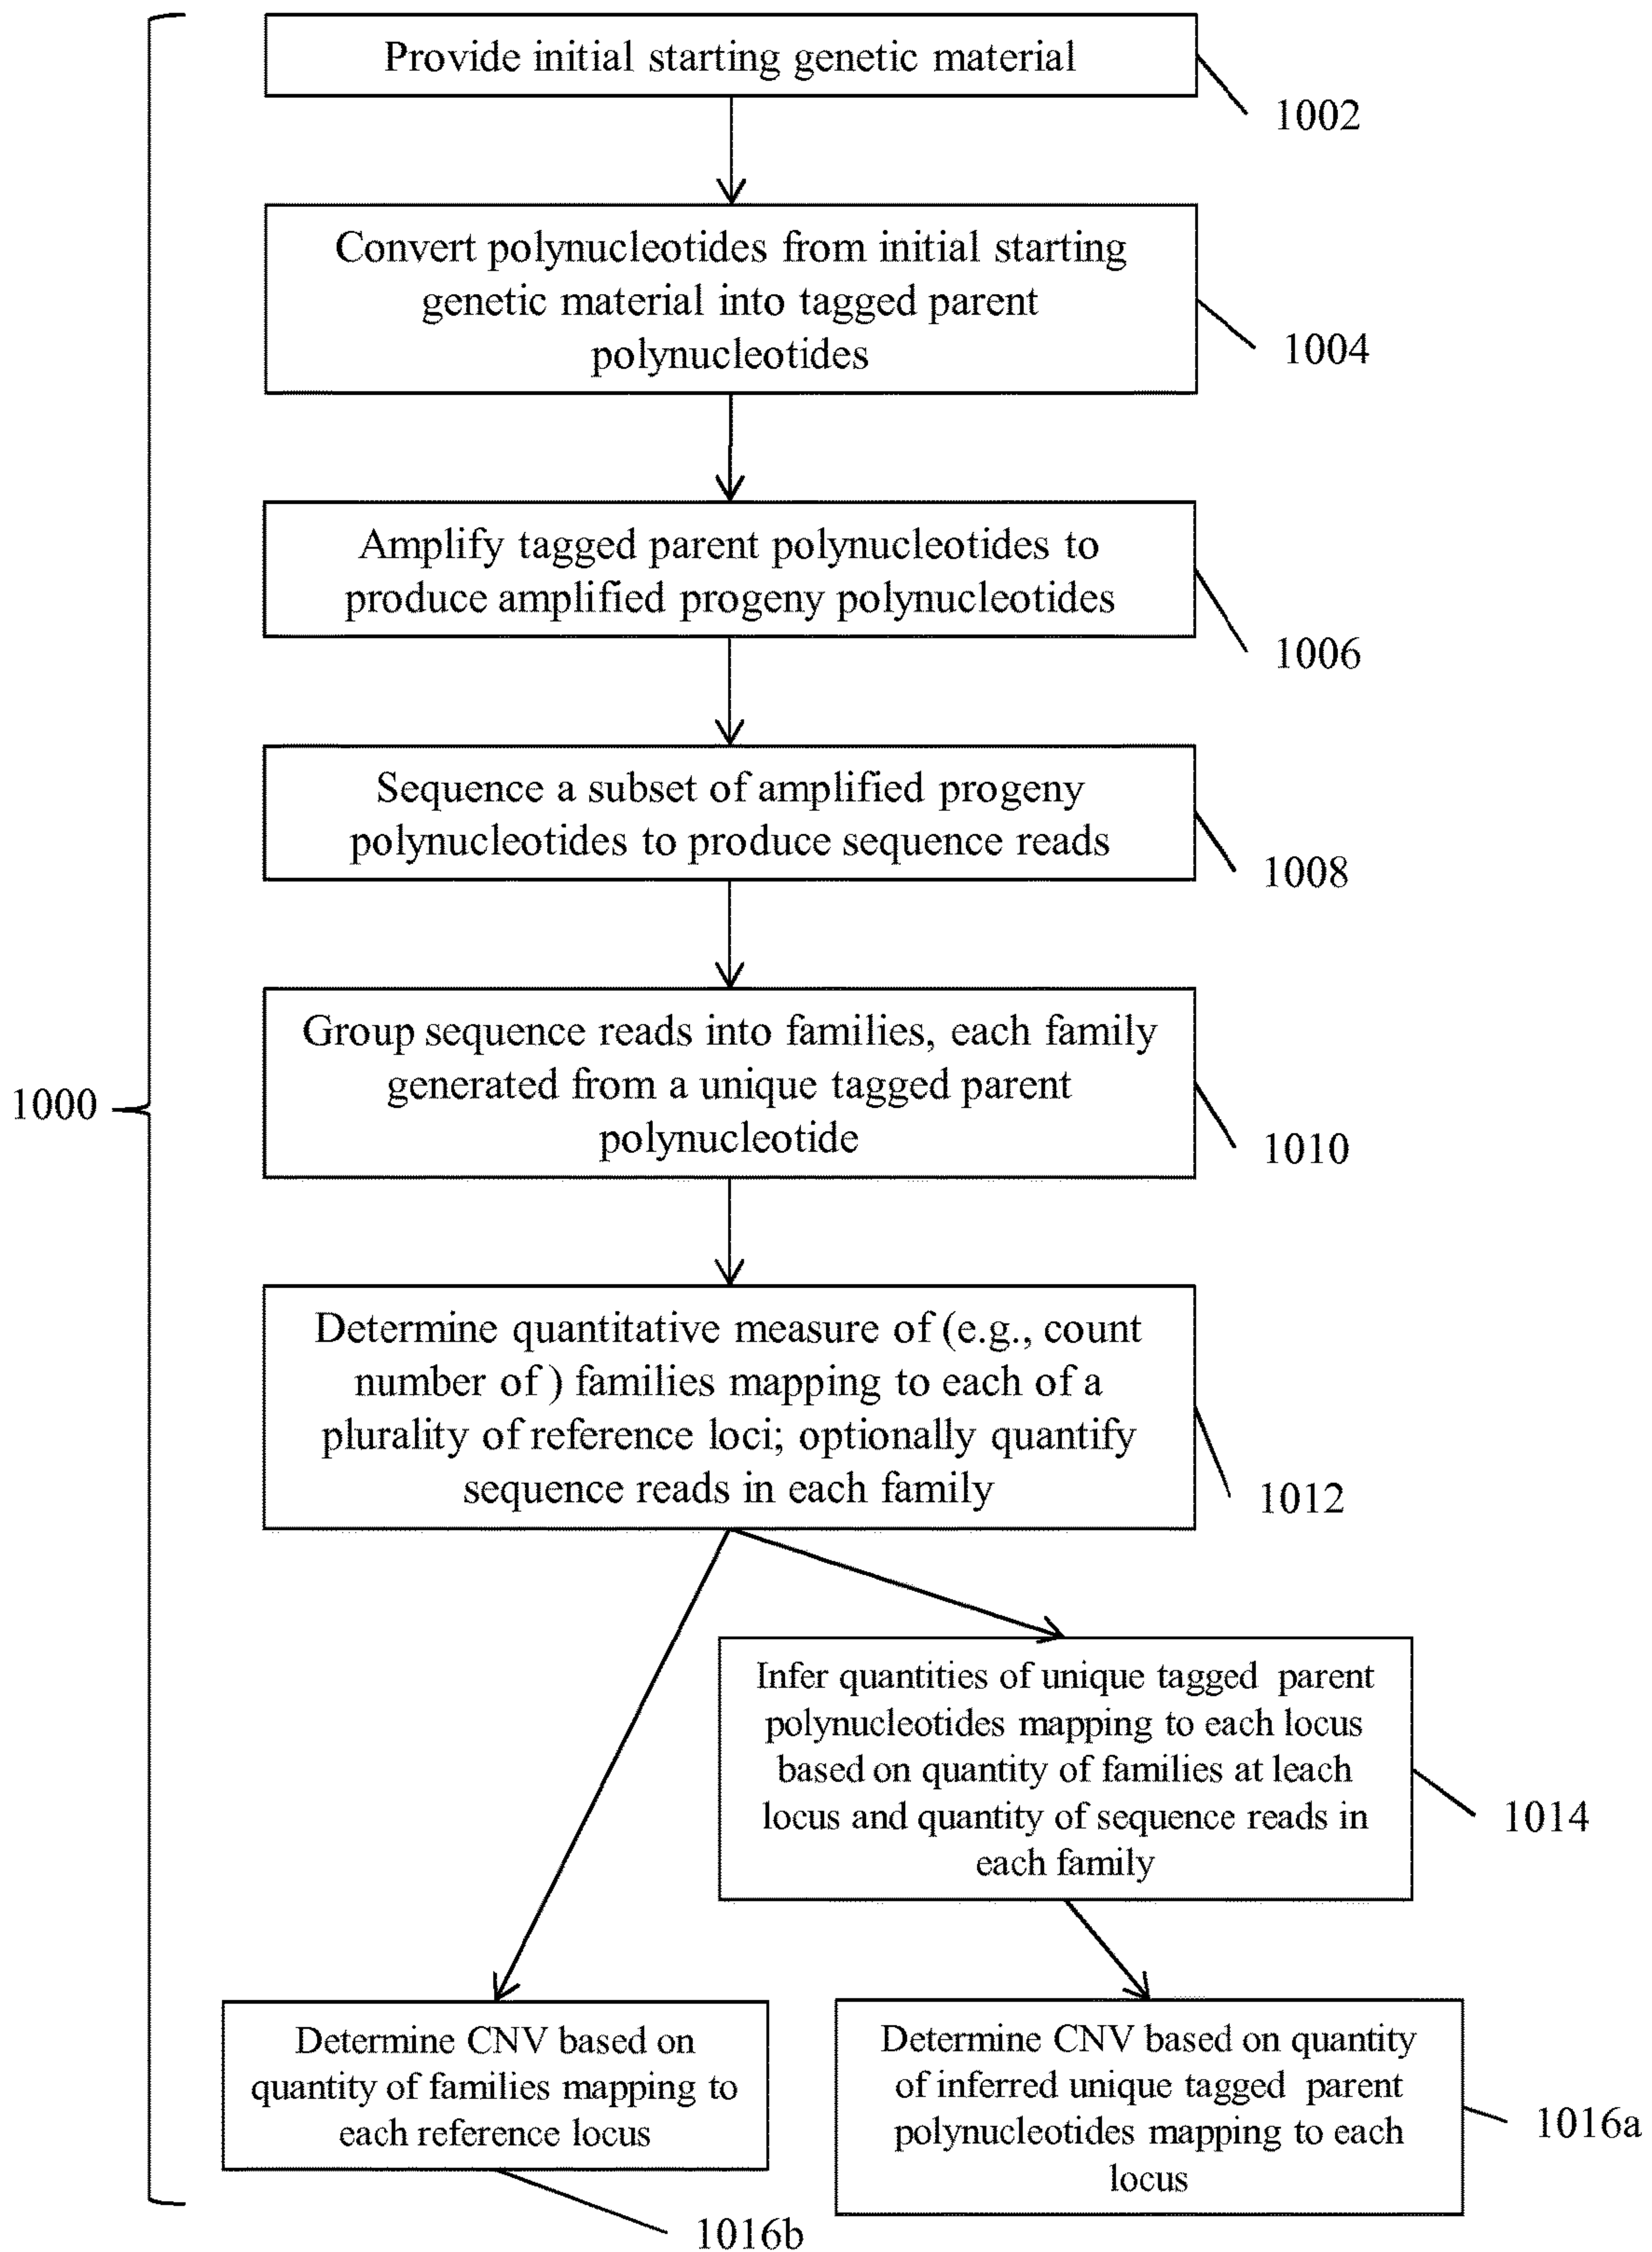 Provide initial starting genetic material
1002
Convert polynucleotides from initial starting
genetic material into tagged parent
polynucleotides
1004
Amplify tagged parent polynucleotides to
produce amplified progeny polynucleotides
1006
Sequence a subset of amplified progeny
polynucleotides to produce sequence reads
1008
Group sequence reads into families, each family
generated from a unique tagged parent
polynucleotide
1010
1000
Determine quantitative measure of (e.g., count
number of ) families mapping to each of a
plurality of reference loci; optionally quantify
sequence reads in each family
1012
Infer quantities of unique tagged parent
polynucleotides mapping to each locus
based on quantity of families at leach
locus and quantity of sequence reads in
each family
1014
Determine CNV based on
quantity of families mapping to
each reference locus
1016b
Determine CNV based on quantity
of inferred unique tagged parent
polynucleotides mapping to each
locus
1016a